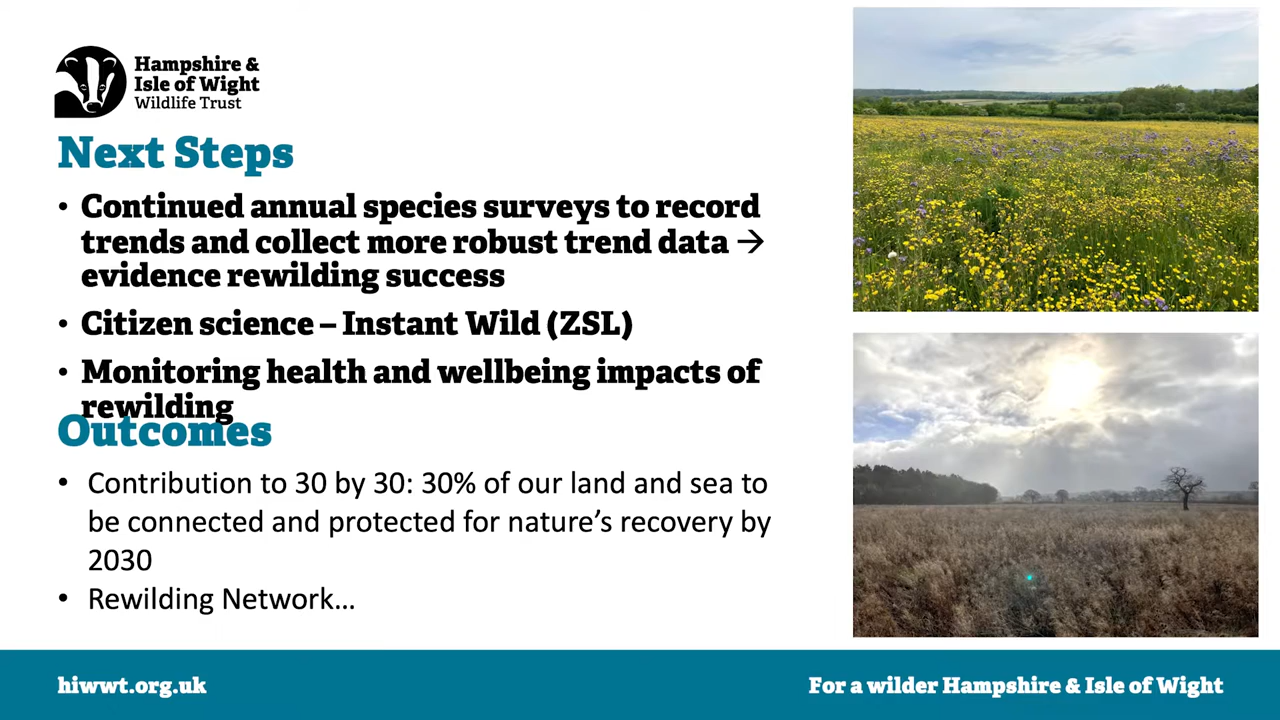 Hampshire &
Isle of Wight
Wildlife Trust
Next Steps
• Continued annual species surveys to record
trends and collect more robust trend data →
evidence rewilding success
• Citizen science – Instant Wild (ZSL)
• Monitoring health and wellbeing impacts of
rewilding
Outcomes
• Contribution to 30 by 30: 30% of our land and sea to
be connected and protected for nature’s recovery by
2030
• Rewilding Network…
hiwwt.org.uk
For a wilder Hampshire & Isle of Wight